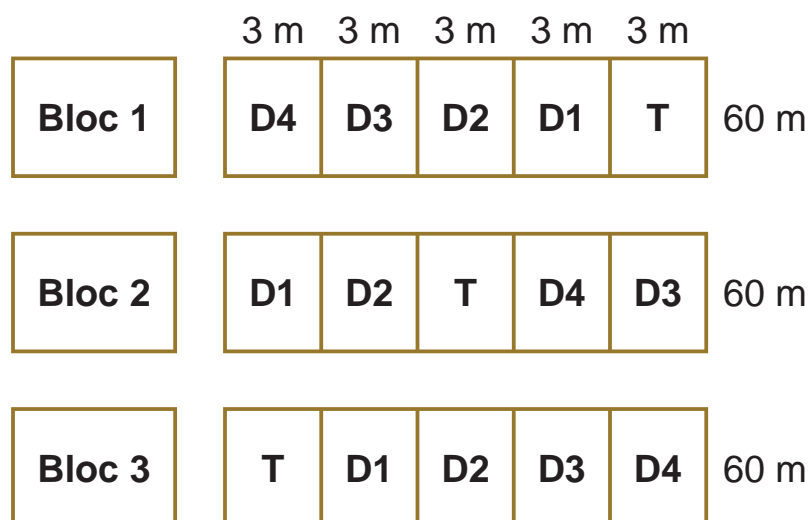 3 m 3 m 3 m 3 m 3 m
Bloc 1 D4 D3 D2 D1 T 60 m
Bloc 2 D1 D2 T D4 D3 60 m
Bloc 3 T D1 D2 D3 D4 60 m